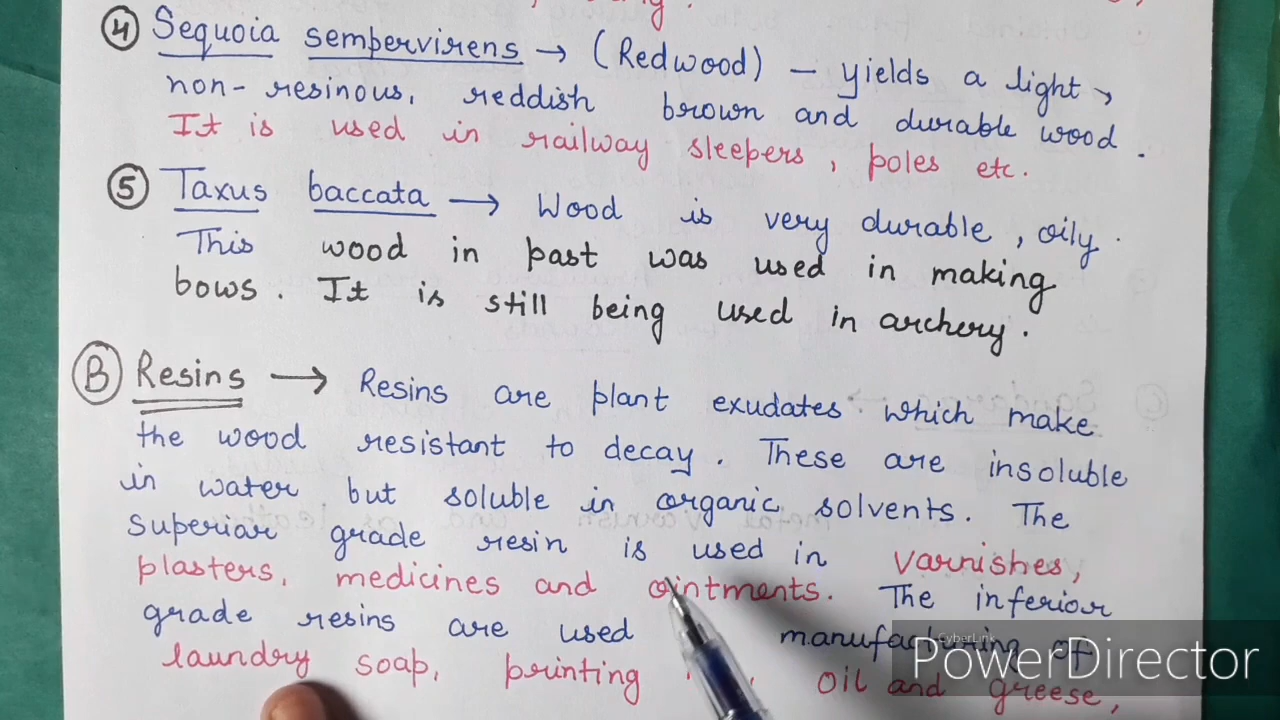 ④ Sequoia sempervirens → (Redwood) – yields a light,
non-resinous, reddish brown and durable wood.
It is used in railway sleepers, poles etc.
⑤ Taxus baccata → Wood is very durable, oily.
This wood in past was used in making
bows. It is still being used in archery.
Ⓑ Resins → Resins are plant exudates which make
the wood resistant to decay. These are insoluble
in water but soluble in organic solvents. The
superior grade resin is used in varnishes,
plasters, medicines and ointments. The inferior
grade resins are used manufacturing of
laundry soap, printing , oil and greese,
CyberLink
PowerDirector